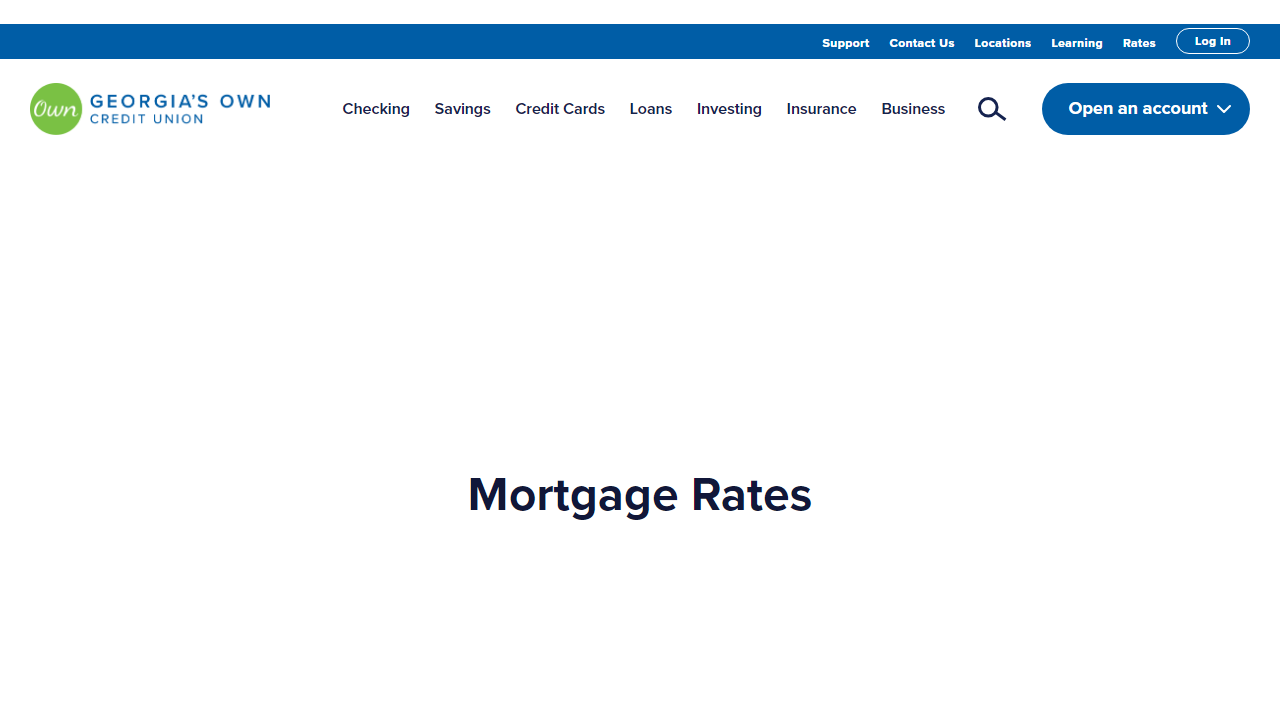 Support Contact Us Locations Learning Rates Log In
Own GEORGIA'S OWN
CREDIT UNION
Checking Savings Credit Cards Loans Investing Insurance Business Open an account
Mortgage Rates